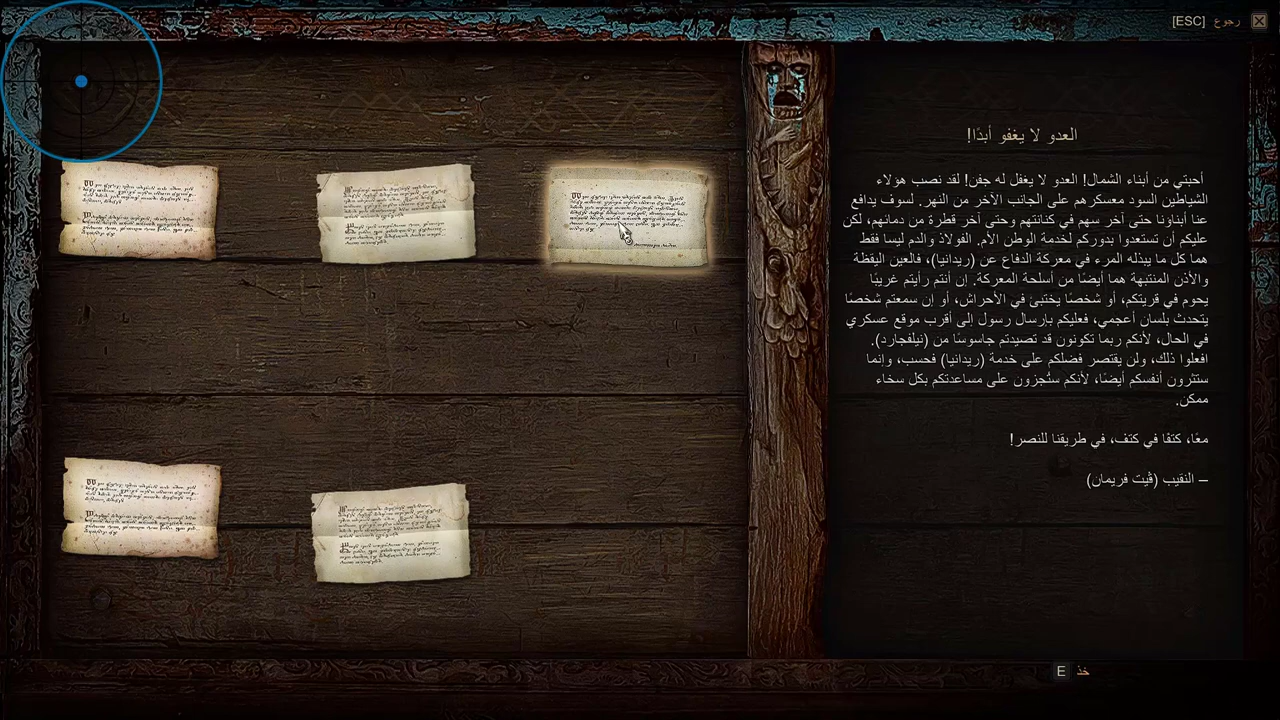 رجوع [ESC]
العدو لا يغفو أبدًا!
أحبتي من أبناء الشمال! العدو لا يغفل له جفن! لقد نصب هؤلاء
الشياطين السود معسكرهم على الجانب الآخر من النهر. لسوف يدافع
عنا أبناؤنا حتى آخر سهم في كنانتهم وحتى آخر قطرة من دمائهم، لكن
عليكم أن تستعدوا بدوركم لخدمة الوطن الأم. الفولاذ والدم ليسا فقط
هما كل ما يبذله المرء في معركة الدفاع عن (ريدانيا)، فالعين اليقظة
والأذن المنتبهة هما أيضًا من أسلحة المعركة. إن أنتم رأيتم غريبًا
يحوم في قريتكم، أو شخصًا يختبئ في الأحراش، أو إن سمعتم شخصًا
يتحدث بلسان أعجمي، فعليكم بإرسال رسول إلى أقرب موقع عسكري
في الحال، لأنكم ربما تكونون قد تصيدتم جاسوسًا من (نيلفجارد).
افعلوا ذلك، ولن يقتصر فضلكم على خدمة (ريدانيا) فحسب، وإنما
ستثرون أنفسكم أيضًا، لأنكم ستُجزون على مساعدتكم بكل سخاء
ممكن.
معًا، كتفًا في كتف، في طريقنا للنصر!
– النقيب (ڤيت فريمان)
خذ E